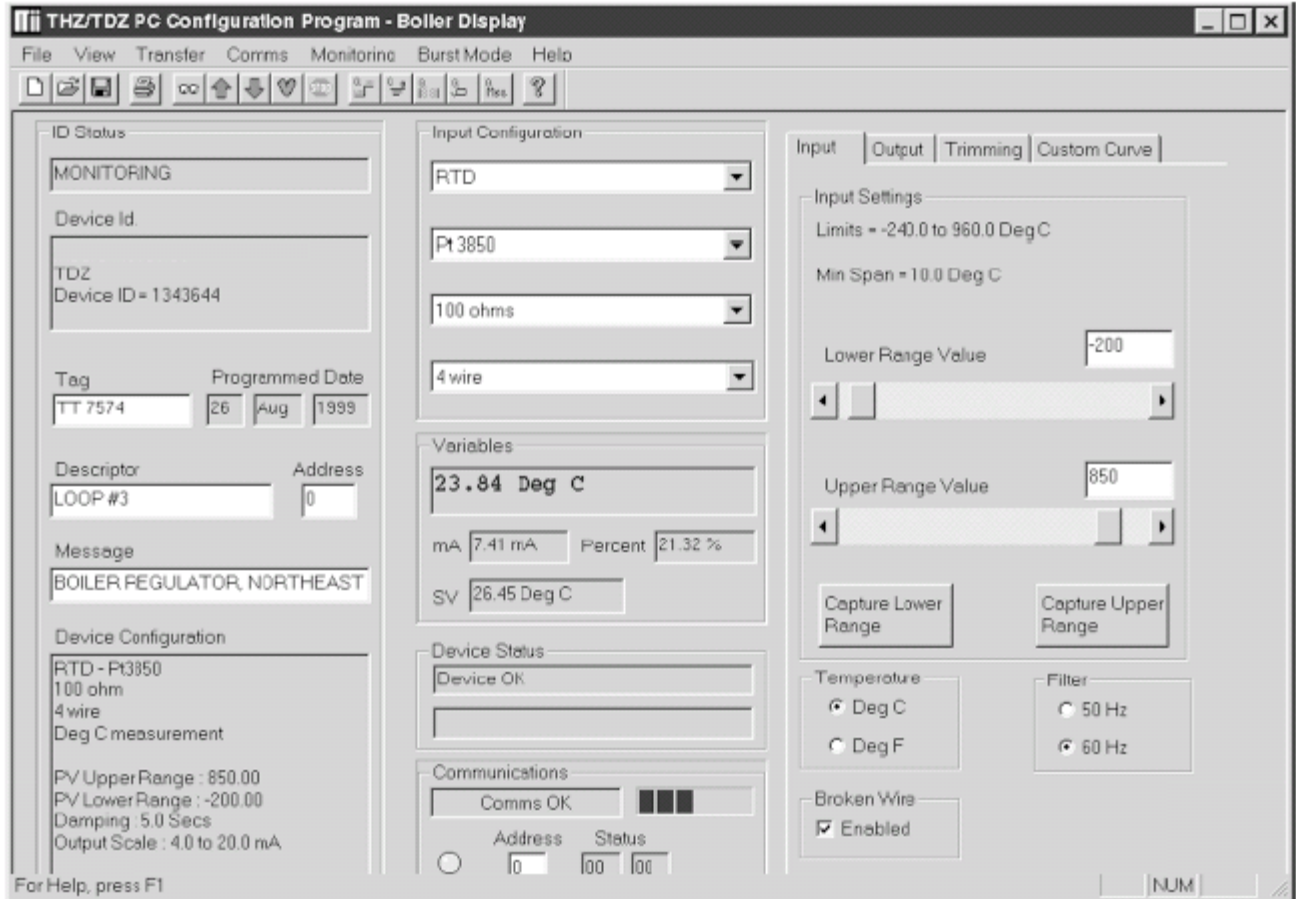 THZ/TDZ PC Configuration Program - Boiler Display
File View Transfer Comms Monitoring Burst Mode Help
ID Status
MONITORING
Device Id.
TDZ
Device ID = 1343644
Tag Programmed Date
TT 7574 26 Aug 1999
Descriptor Address
LOOP #3 0
Message
BOILER REGULATOR, NORTHEAST
Device Configuration
RTD - Pt3850
100 ohm
4 wire
Deg C measurement
PV Upper Range : 850.00
PV Lower Range : -200.00
Damping : 5.0 Secs
Output Scale : 4.0 to 20.0 mA
Input Configuration
RTD
Pt 3850
100 ohms
4 wire
Variables
23.84 Deg C
mA 7.41 mA Percent 21.32 %
SV 26.45 Deg C
Device Status
Device OK
Communications
Comms OK
Address Status
0 00 00
Input Output Trimming Custom Curve
Input Settings
Limits = -240.0 to 960.0 Deg C
Min Span = 10.0 Deg C
Lower Range Value -200
Upper Range Value 850
Capture Lower Range
Capture Upper Range
Temperature
Deg C
Deg F
Filter
50 Hz
60 Hz
Broken Wire
Enabled
For Help, press F1
NUM